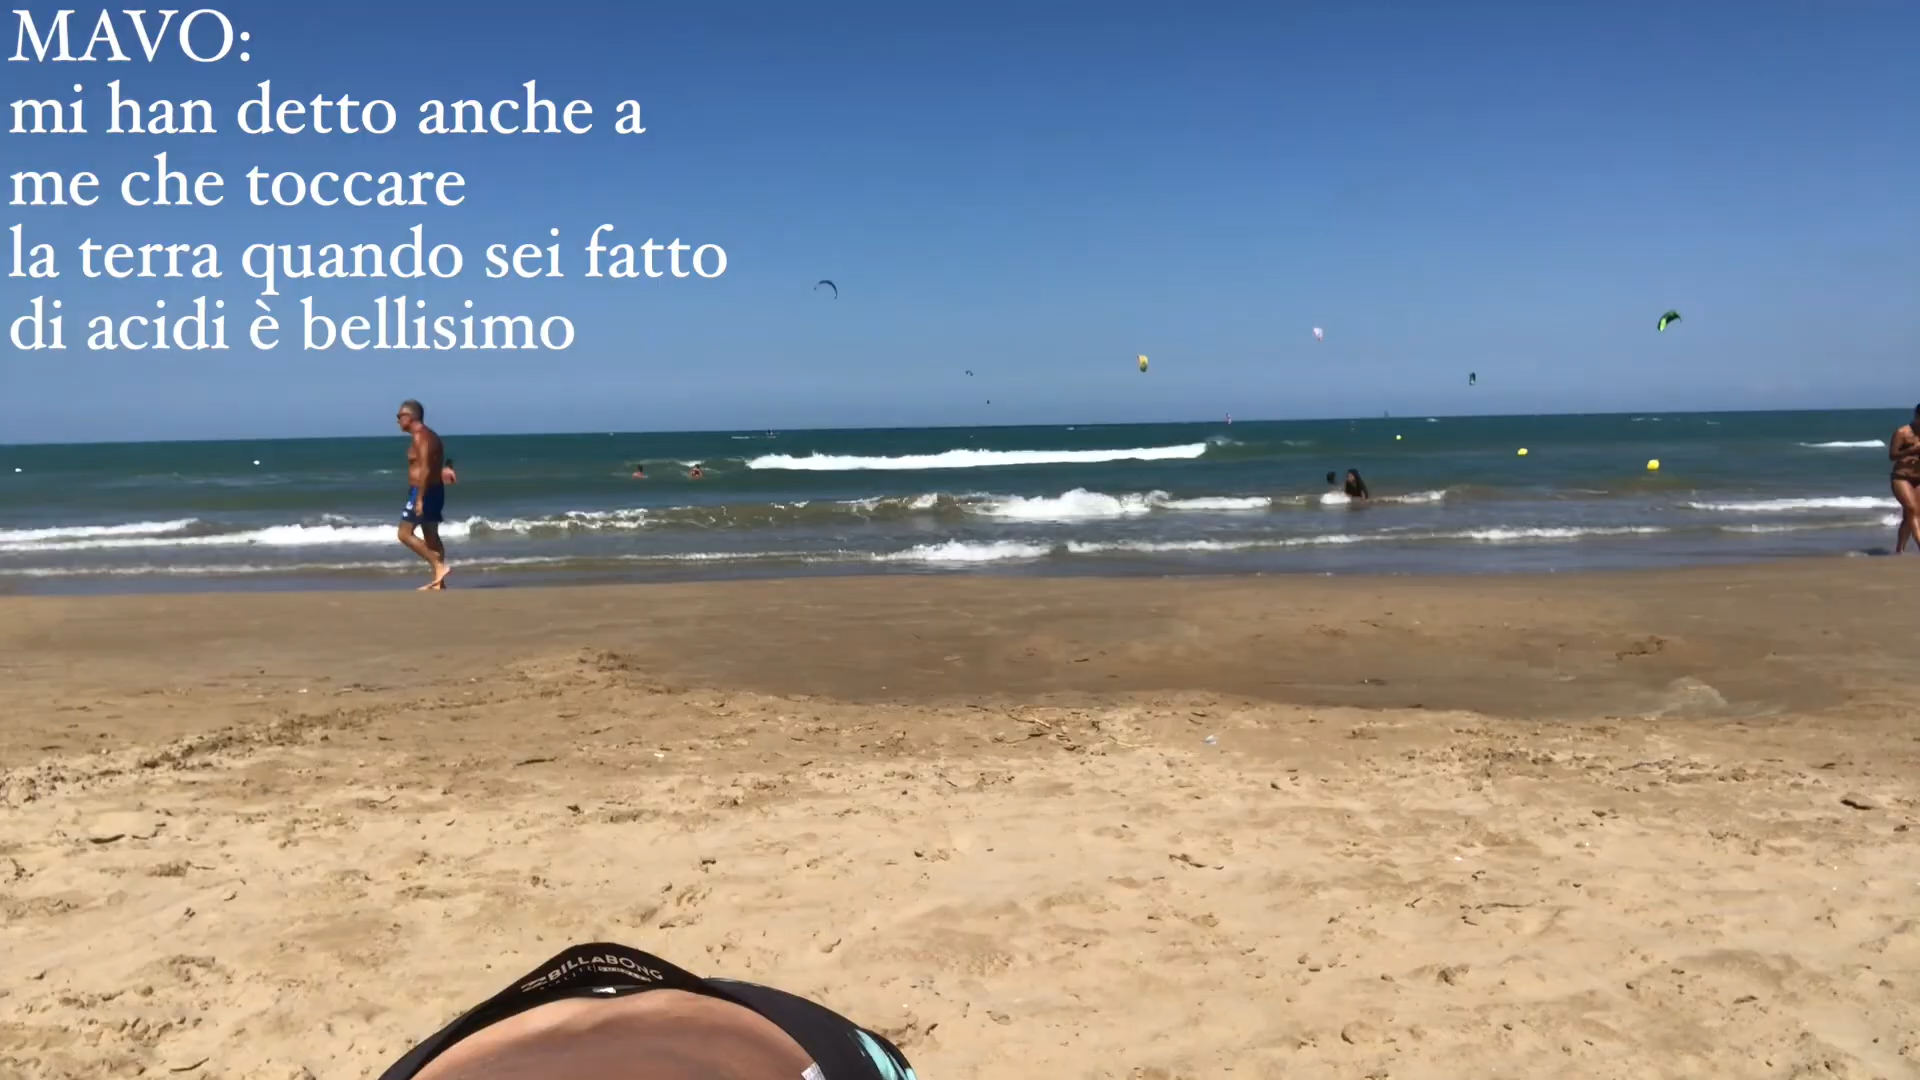 MAVO:
mi han detto anche a
me che toccare
la terra quando sei fatto
di acidi è bellisimo
BILLABONG